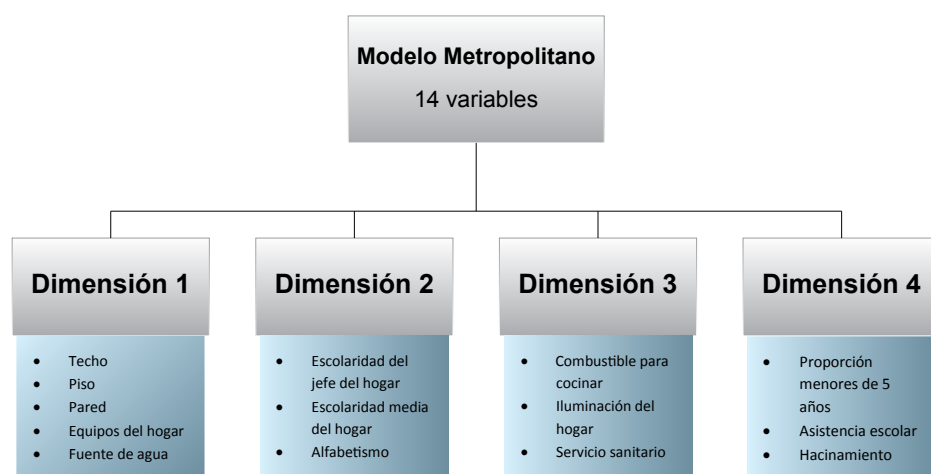 Modelo Metropolitano
14 variables
Dimensión 1
• Techo
• Piso
• Pared
• Equipos del hogar
• Fuente de agua
Dimensión 2
• Escolaridad del
jefe del hogar
• Escolaridad media
del hogar
• Alfabetismo
Dimensión 3
• Combustible para
cocinar
• Iluminación del
hogar
• Servicio sanitario
Dimensión 4
• Proporción
menores de 5
años
• Asistencia escolar
• Hacinamiento